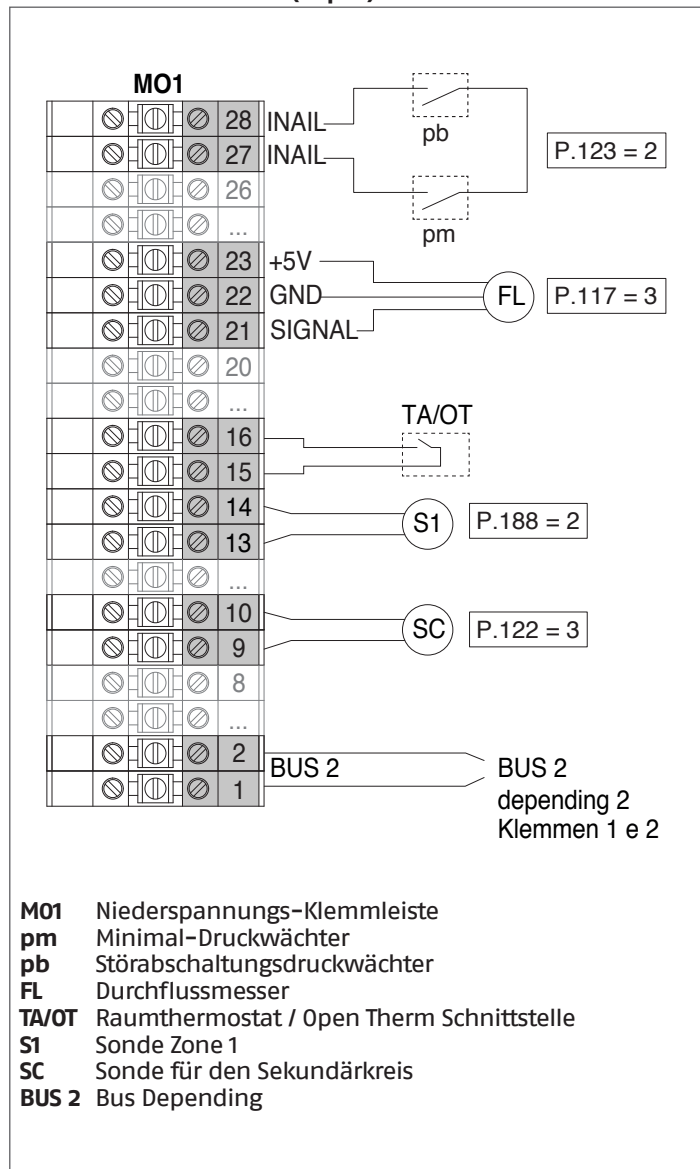 MO1
28 INAIL
pb
27 INAIL
P.123 = 2
26
pm
...
23 +5V
22 GND
FL
P.117 = 3
21 SIGNAL
20
...
TA/OT
16
15
14
S1
P.188 = 2
13
...
10
SC
P.122 = 3
9
8
...
2
BUS 2
BUS 2
1
depending 2
Klemmen 1 e 2
M01 Niederspannungs-Klemmleiste
pm Minimal-Druckwächter
pb Störabschaltungsdruckwächter
FL Durchflussmesser
TA/OT Raumthermostat / Open Therm Schnittstelle
S1 Sonde Zone 1
SC Sonde für den Sekundärkreis
BUS 2 Bus Depending